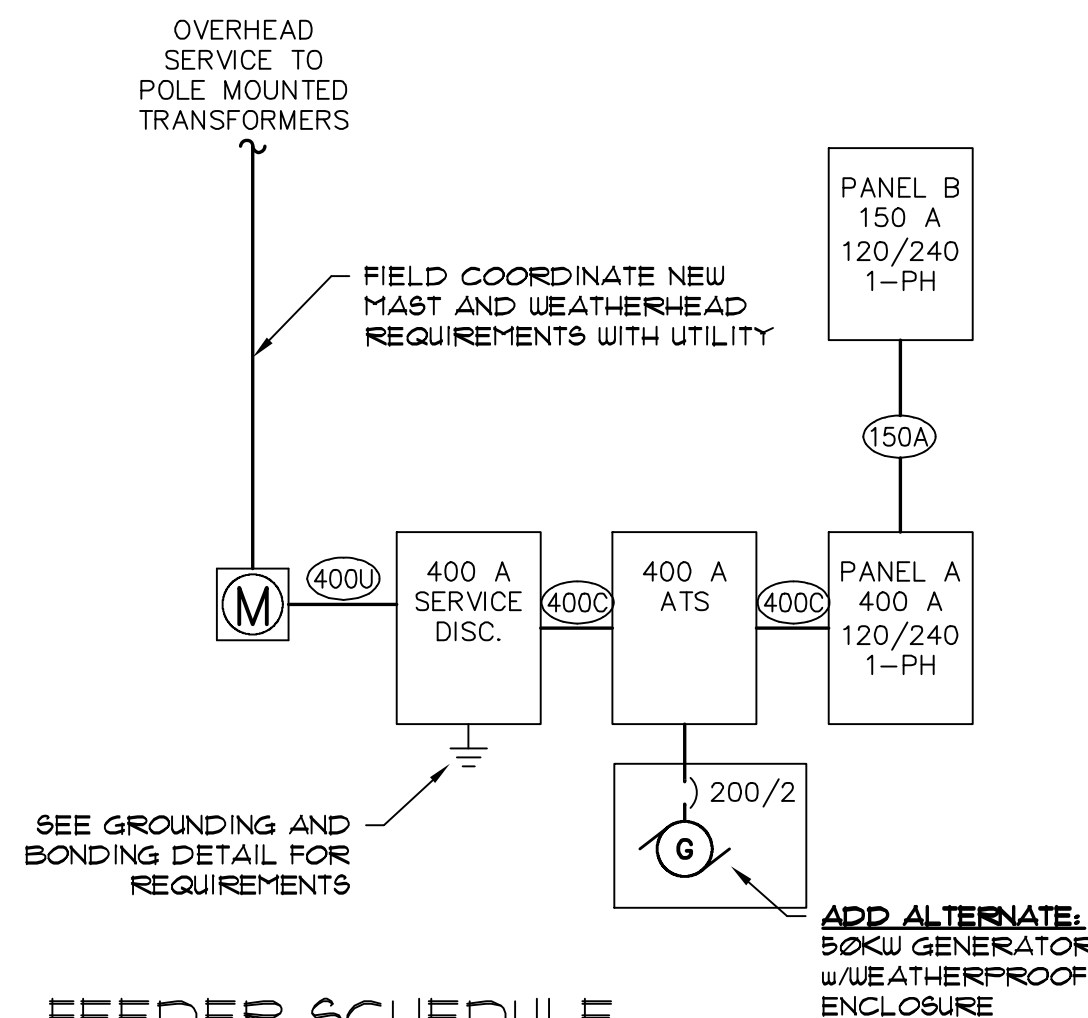 OVERHEAD
SERVICE TO
POLE MOUNTED
TRANSFORMERS
PANEL B
150 A
120/240
1-PH
FIELD COORDINATE NEW
MAST AND WEATHERHEAD
REQUIREMENTS WITH UTILITY
150A
M
400U
400 A
SERVICE
DISC.
400C
400 A
ATS
400C
PANEL A
400 A
120/240
1-PH
200/2
G
SEE GROUNDING AND
BONDING DETAIL FOR
REQUIREMENTS
ADD ALTERNATE:
50KW GENERATOR
w/WEATHERPROOF
ENCLOSURE
FEEDER SCHEDULE